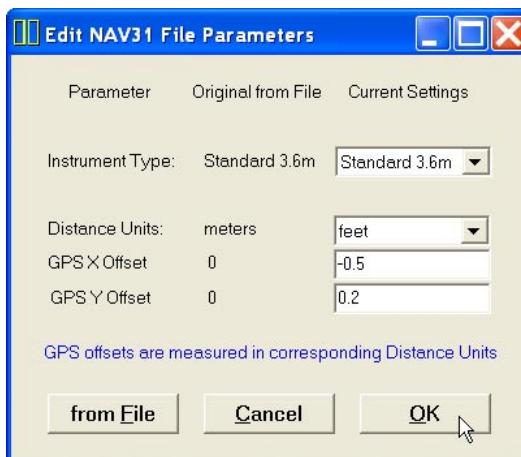 Edit NAV31 File Parameters
Parameter Original from File Current Settings
Instrument Type: Standard 3.6m Standard 3.6m
Distance Units: meters feet
GPS X Offset 0 -0.5
GPS Y Offset 0 0.2
GPS offsets are measured in corresponding Distance Units
from File Cancel OK